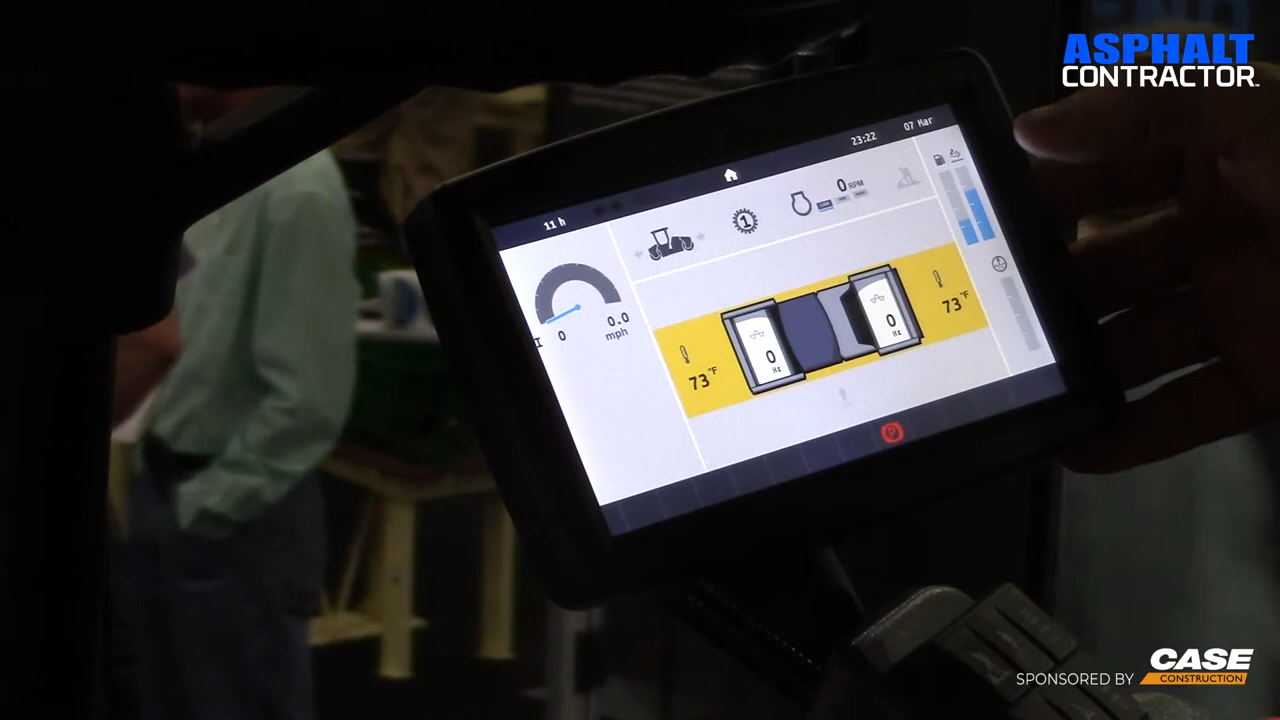 ASPHALT
CONTRACTOR
11 h
23:22
07 Mar
1
0 RPM
0
0.0
mph
73°F
0
Hz
0
Hz
73°F
P
SPONSORED BY
CASE
CONSTRUCTION